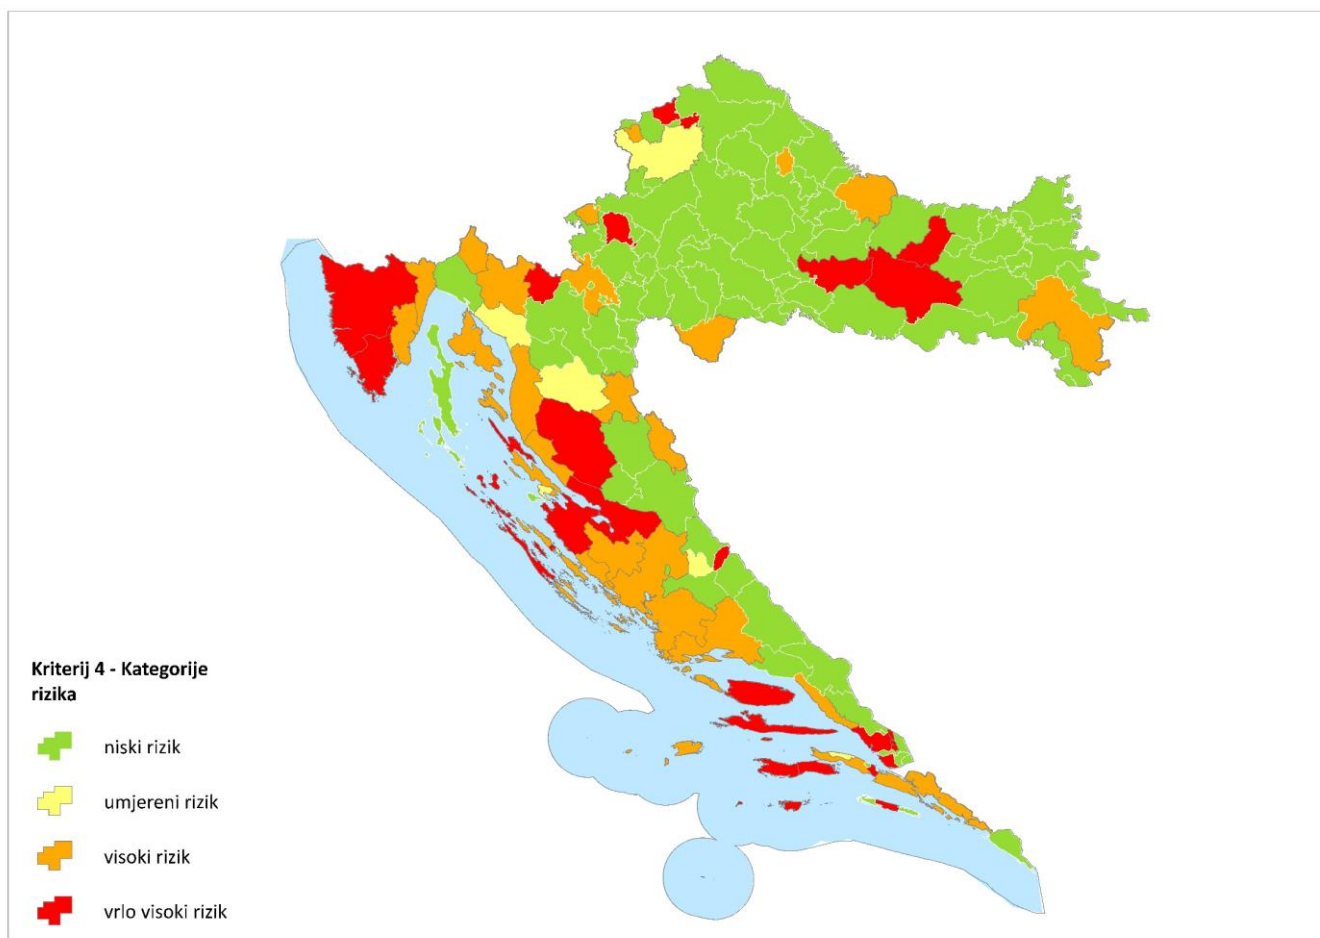 Kriterij 4 - Kategorije
rizika
niski rizik
umjereni rizik
visoki rizik
vrlo visoki rizik